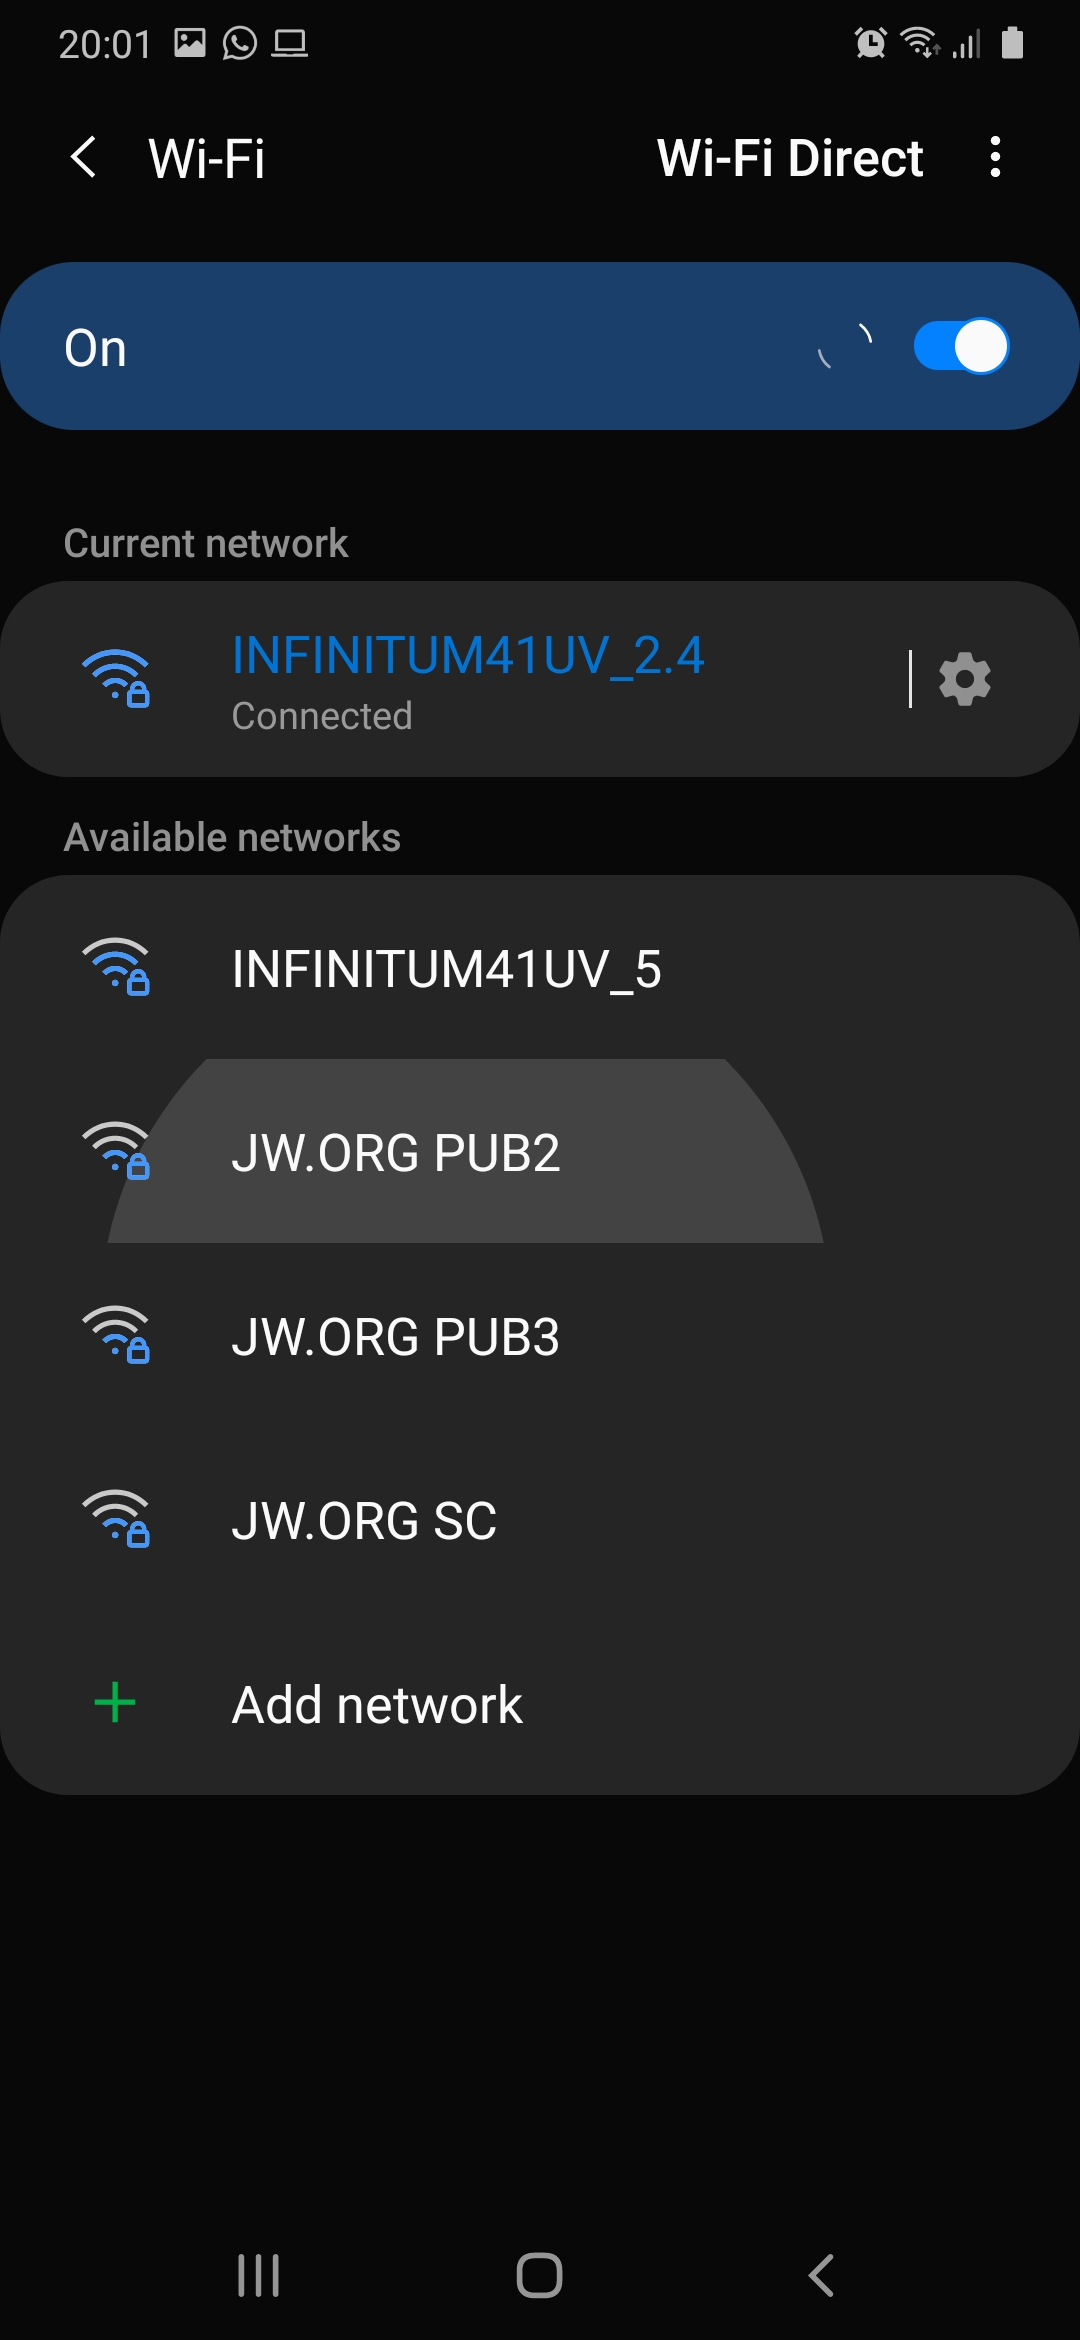 20:01
Wi-Fi
Wi-Fi Direct
On
Current network
INFINITUM41UV_2.4
Connected
Available networks
INFINITUM41UV_5
JW.ORG PUB2
JW.ORG PUB3
JW.ORG SC
Add network